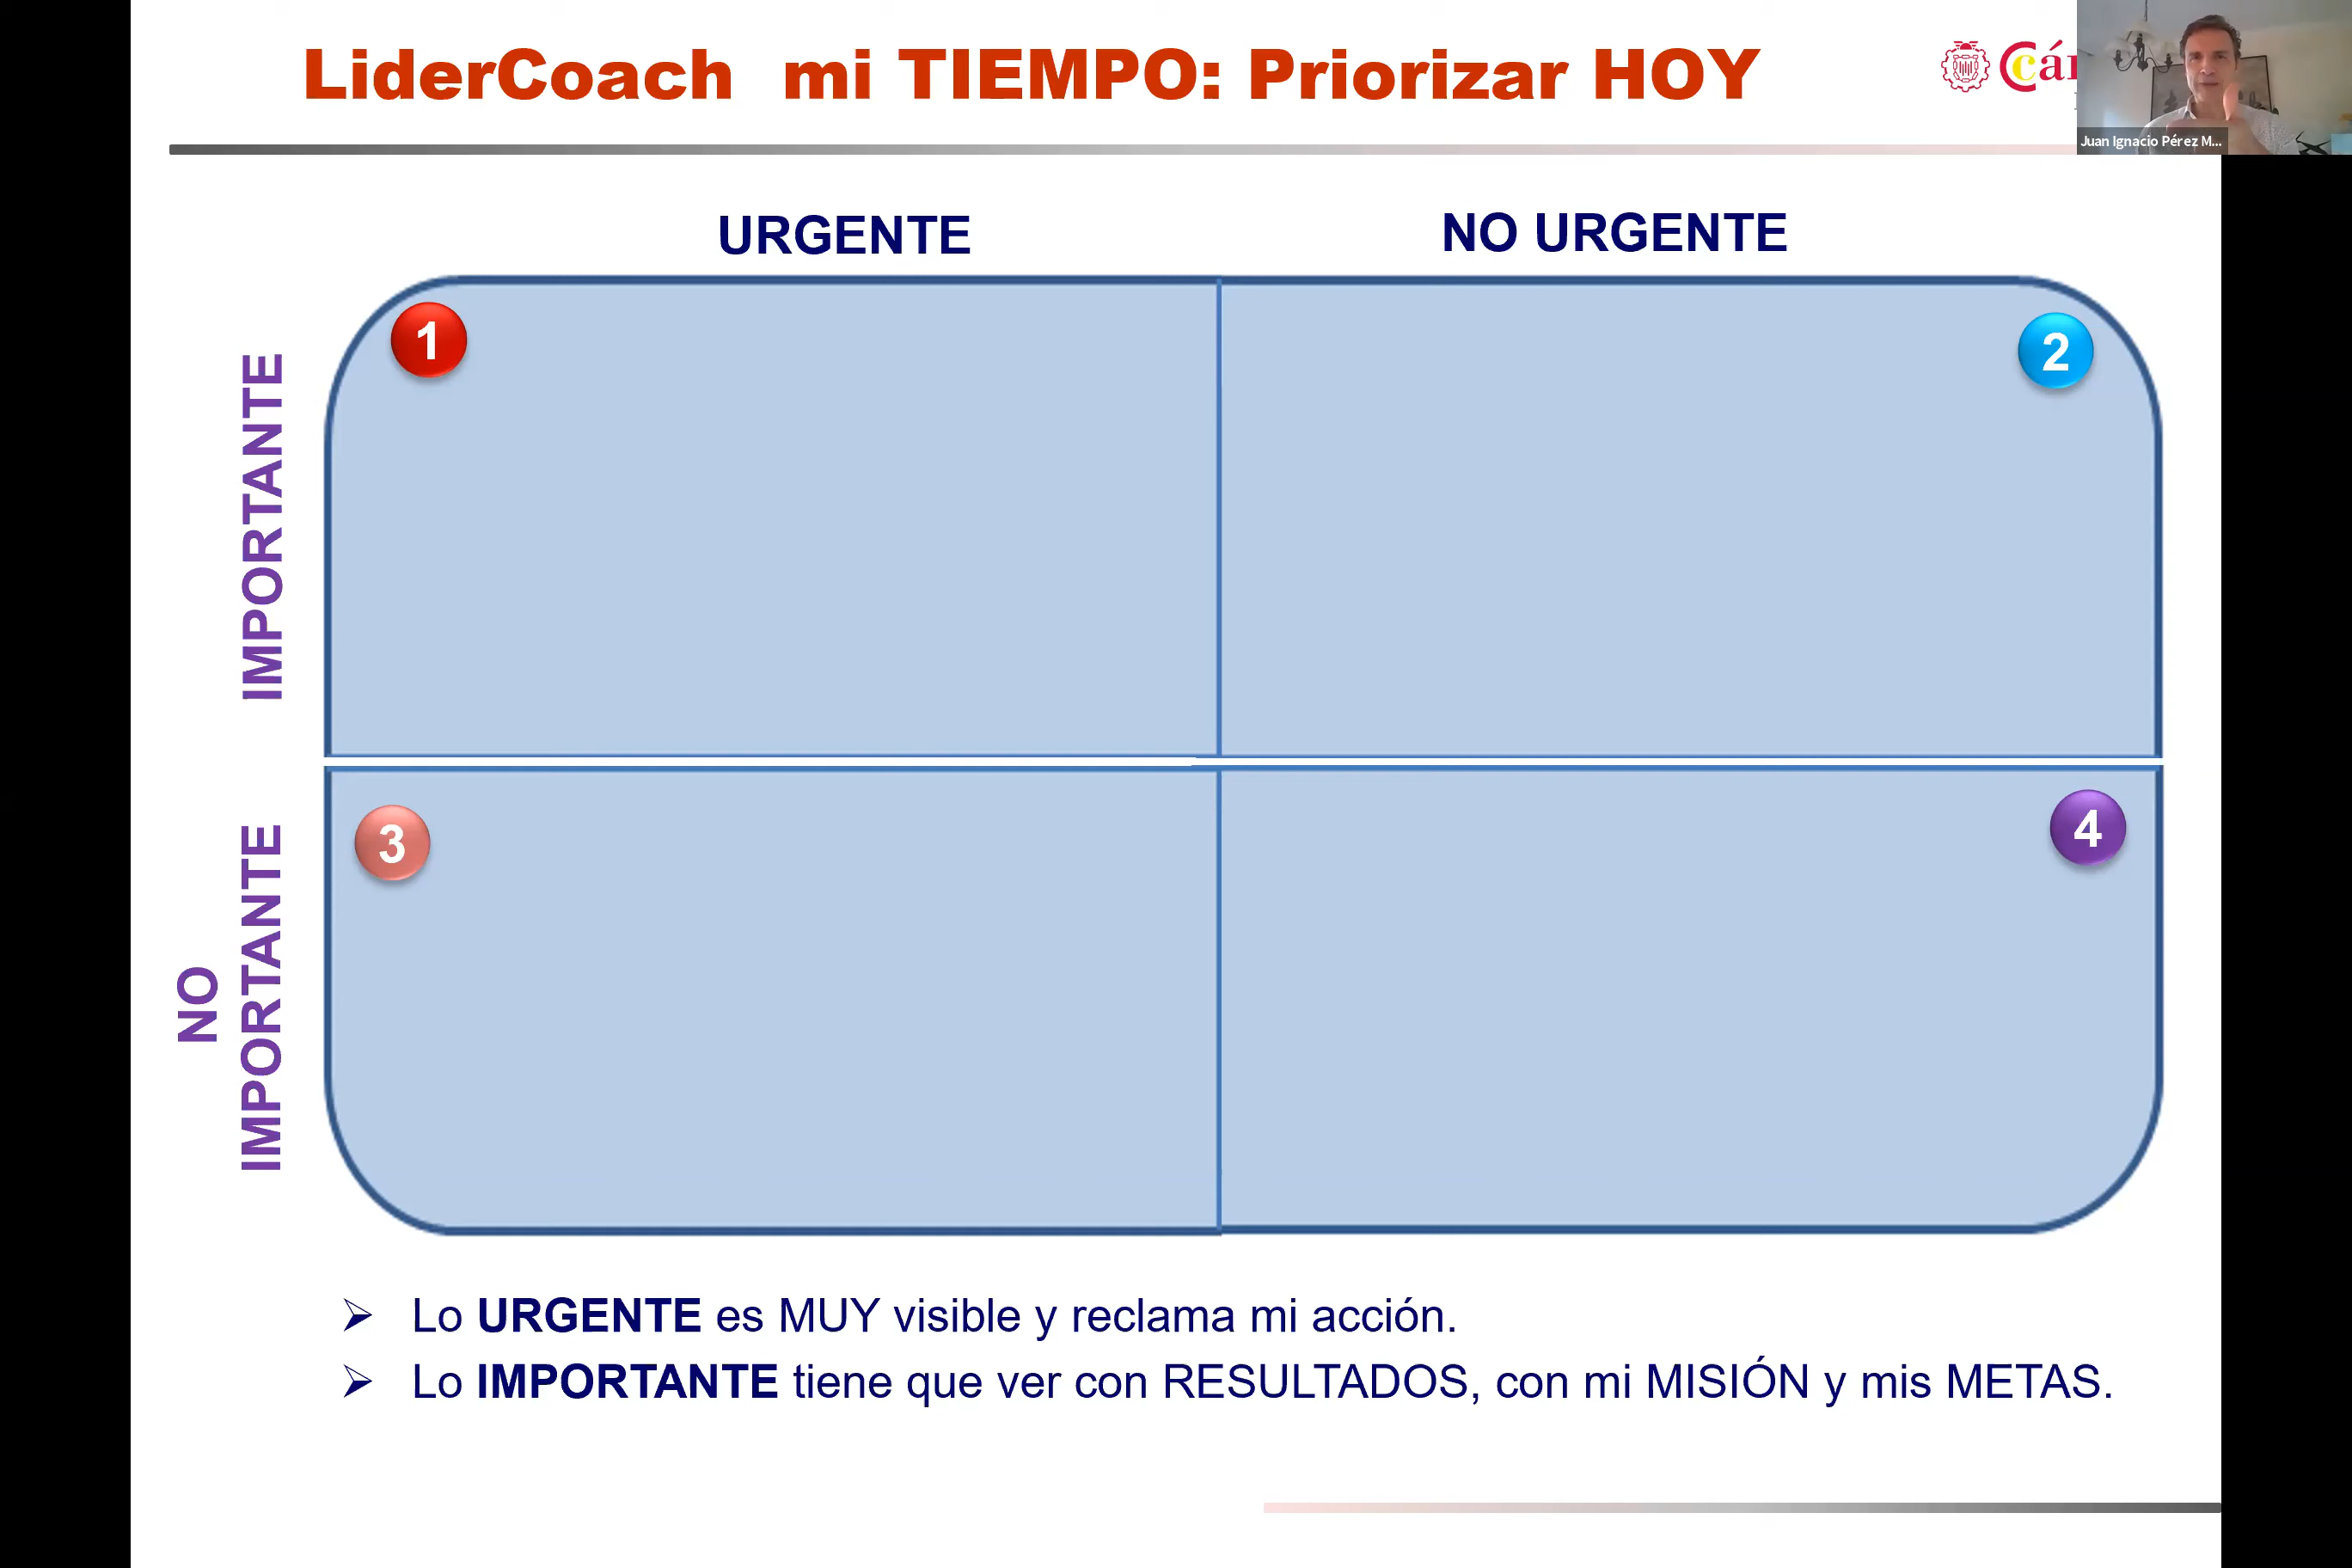 LiderCoach mi TIEMPO: Priorizar HOY
Juan Ignacio Pérez M...
URGENTE
NO URGENTE
IMPORTANTE
1
2
NO
IMPORTANTE
3
4
Lo URGENTE es MUY visible y reclama mi acción.
Lo IMPORTANTE tiene que ver con RESULTADOS, con mi MISIÓN y mis METAS.